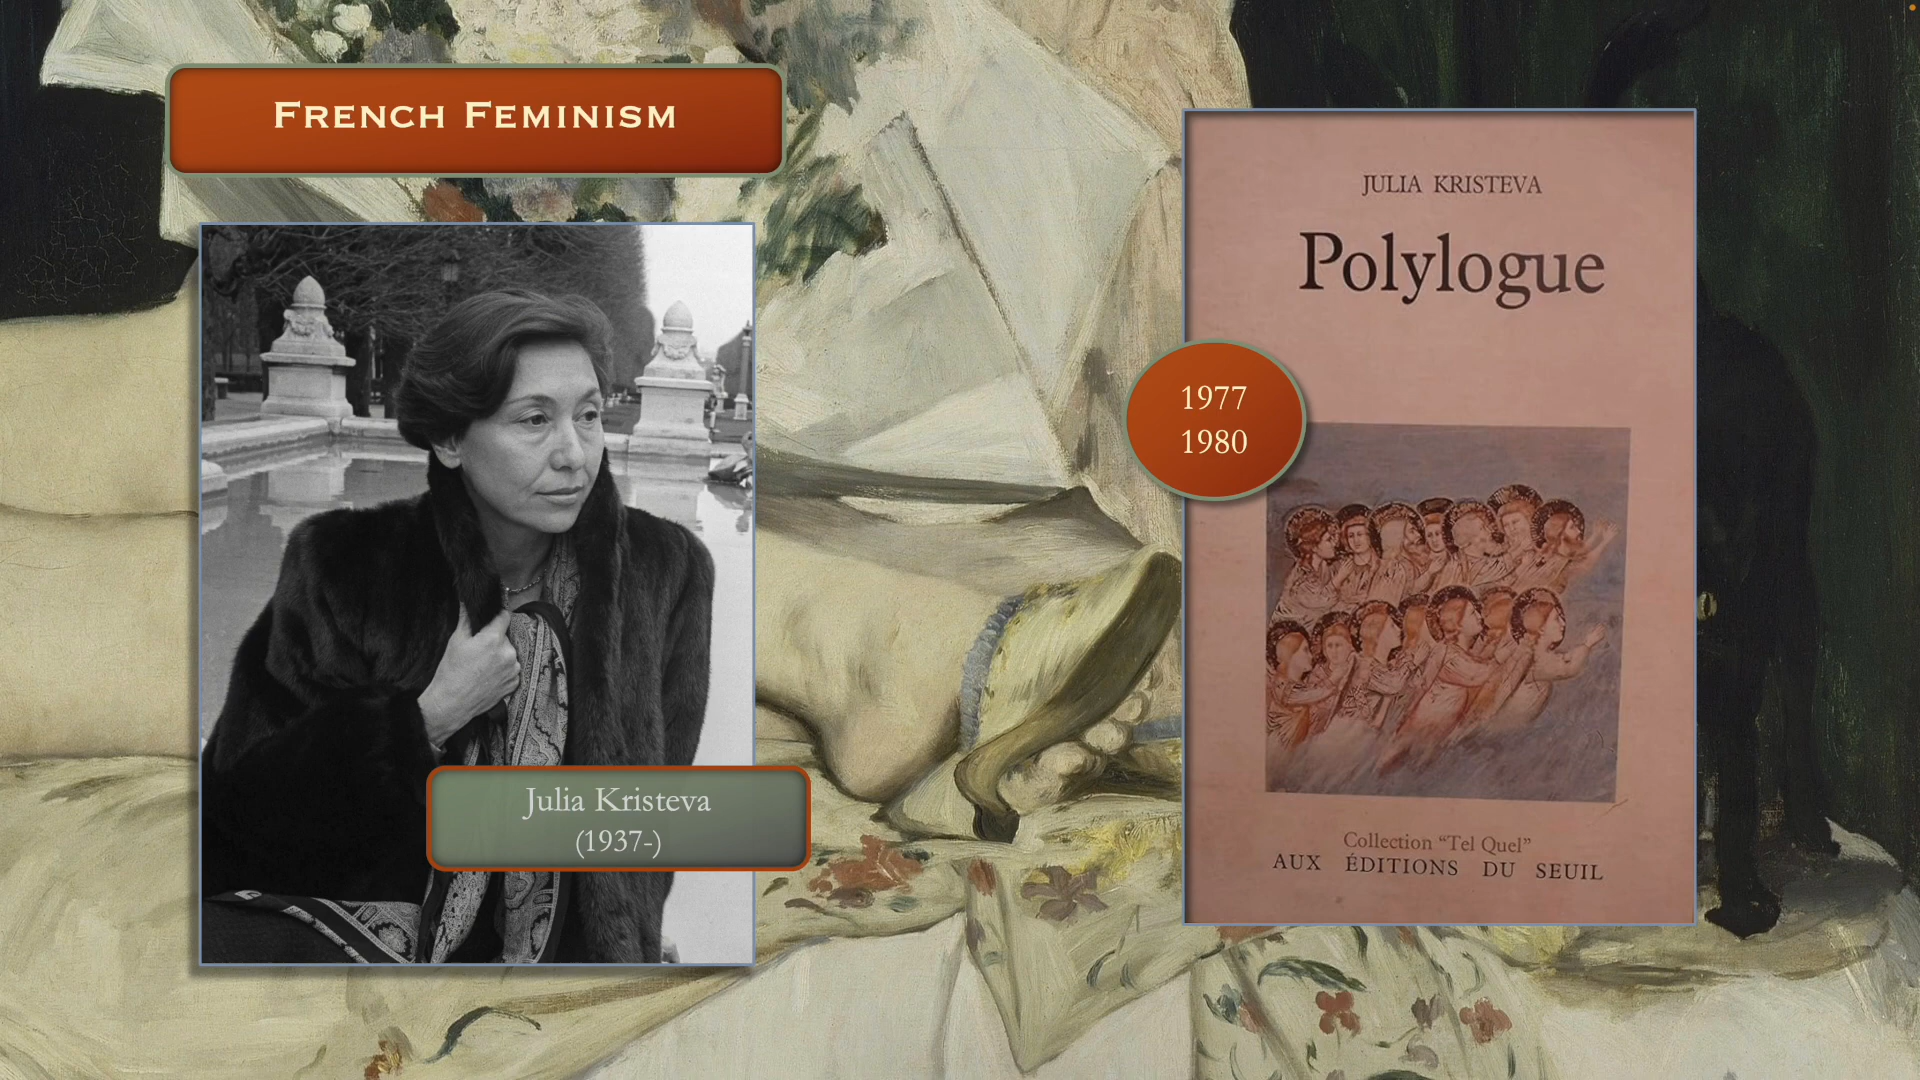 French Feminism
Julia Kristeva
(1937-)
1977
1980
JULIA KRISTEVA
Polylogue
Collection “Tel Quel”
AUX ÉDITIONS DU SEUIL